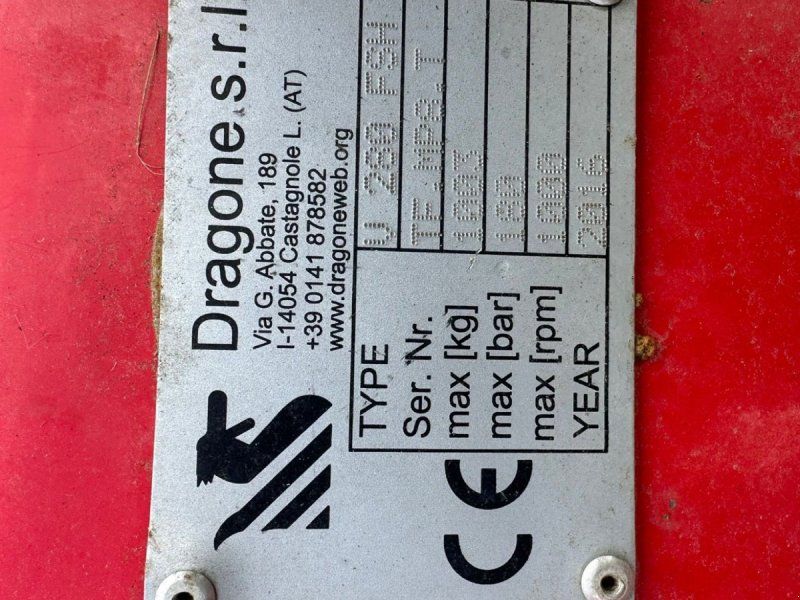 Dragone s.r.l
Via G. Abbate, 189
I-14054 Castagnole L. (AT)
+39 0141 878582
www.dragoneweb.org
TYPE V 280 FSH
Ser. Nr.
max [kg] 1003
max [bar] 180
max [rpm] 1000
YEAR 2016
CE